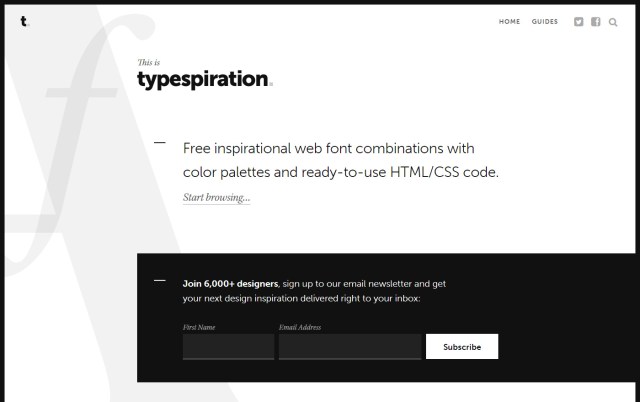 t.
HOME GUIDES
This is
typespiration
Free inspirational web font combinations with
color palettes and ready-to-use HTML/CSS code.
Start browsing...
Join 6,000+ designers, sign up to our email newsletter and get
your next design inspiration delivered right to your inbox:
First Name Email Address
Subscribe
f